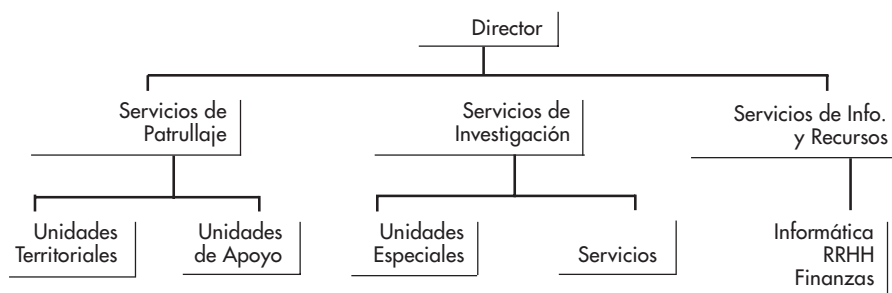 Director
Servicios de
Patrullaje
Servicios de
Investigación
Servicios de Info.
y Recursos
Unidades
Territoriales
Unidades
de Apoyo
Unidades
Especiales
Servicios
Informática
RRHH
Finanzas